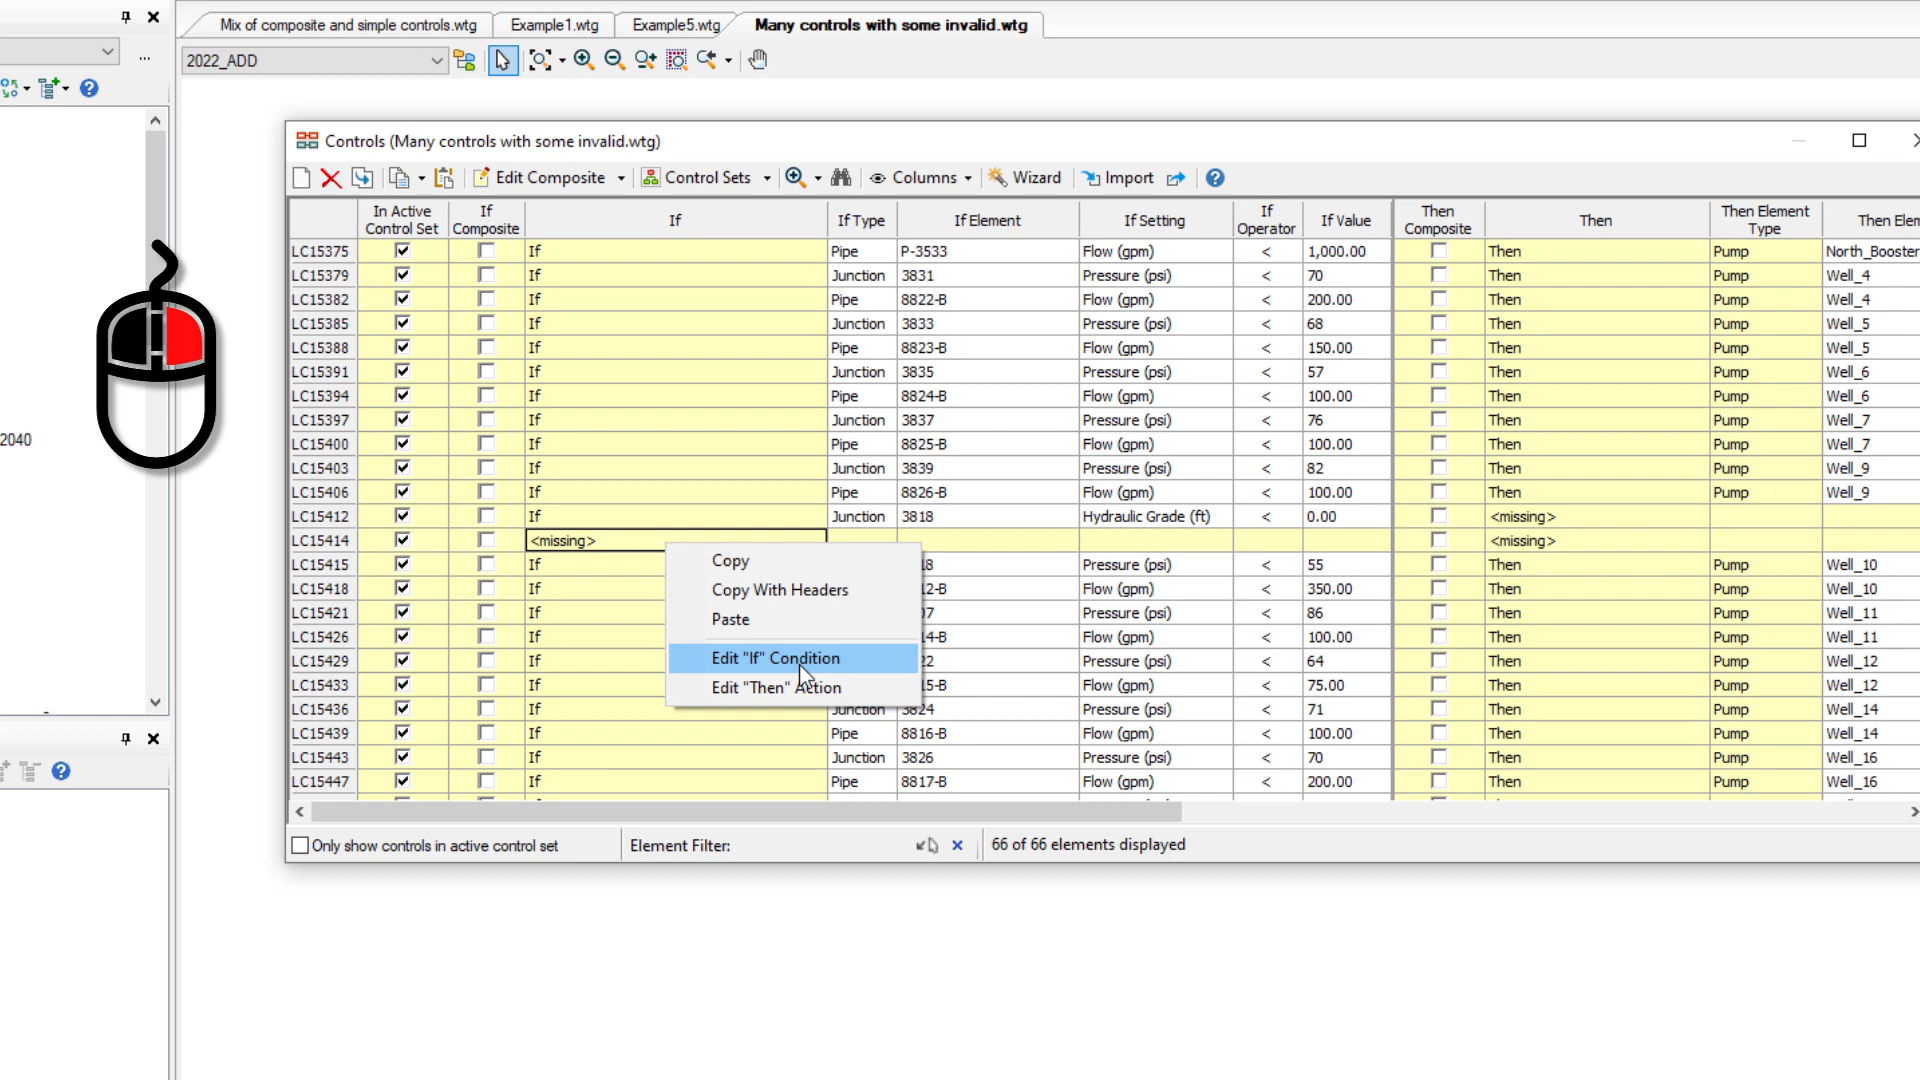 Mix of composite and simple controls.wtg Example1.wtg Example5.wtg Many controls with some invalid.wtg
2022_ADD
2040
Controls (Many controls with some invalid.wtg)
Edit Composite Control Sets Columns Wizard Import
In Active Control Set If Composite If If Type If Element If Setting If Operator If Value Then Composite Then Then Element Type Then Elem
LC15375 If Pipe P-3533 Flow (gpm) < 1,000.00 Then Pump North_Booster
LC15379 If Junction 3831 Pressure (psi) < 70 Then Pump Well_4
LC15382 If Pipe 8822-B Flow (gpm) < 200.00 Then Pump Well_4
LC15385 If Junction 3833 Pressure (psi) < 68 Then Pump Well_5
LC15388 If Pipe 8823-B Flow (gpm) < 150.00 Then Pump Well_5
LC15391 If Junction 3835 Pressure (psi) < 57 Then Pump Well_6
LC15394 If Pipe 8824-B Flow (gpm) < 100.00 Then Pump Well_6
LC15397 If Junction 3837 Pressure (psi) < 76 Then Pump Well_7
LC15400 If Pipe 8825-B Flow (gpm) < 100.00 Then Pump Well_7
LC15403 If Junction 3839 Pressure (psi) < 82 Then Pump Well_9
LC15406 If Pipe 8826-B Flow (gpm) < 100.00 Then Pump Well_9
LC15412 If Junction 3818 Hydraulic Grade (ft) < 0.00 <missing>
LC15414 <missing> <missing>
LC15415 If 18 Pressure (psi) < 55 Then Pump Well_10
LC15418 If 12-B Flow (gpm) < 350.00 Then Pump Well_10
LC15421 If 07 Pressure (psi) < 86 Then Pump Well_11
LC15426 If 14-B Flow (gpm) < 100.00 Then Pump Well_11
LC15429 If 22 Pressure (psi) < 64 Then Pump Well_12
LC15433 If 15-B Flow (gpm) < 75.00 Then Pump Well_12
LC15436 If Junction 3824 Pressure (psi) < 71 Then Pump Well_14
LC15439 If Pipe 8816-B Flow (gpm) < 100.00 Then Pump Well_14
LC15443 If Junction 3826 Pressure (psi) < 70 Then Pump Well_16
LC15447 If Pipe 8817-B Flow (gpm) < 200.00 Then Pump Well_16
Copy
Copy With Headers
Paste
Edit "If" Condition
Edit "Then" Action
Only show controls in active control set Element Filter: 66 of 66 elements displayed